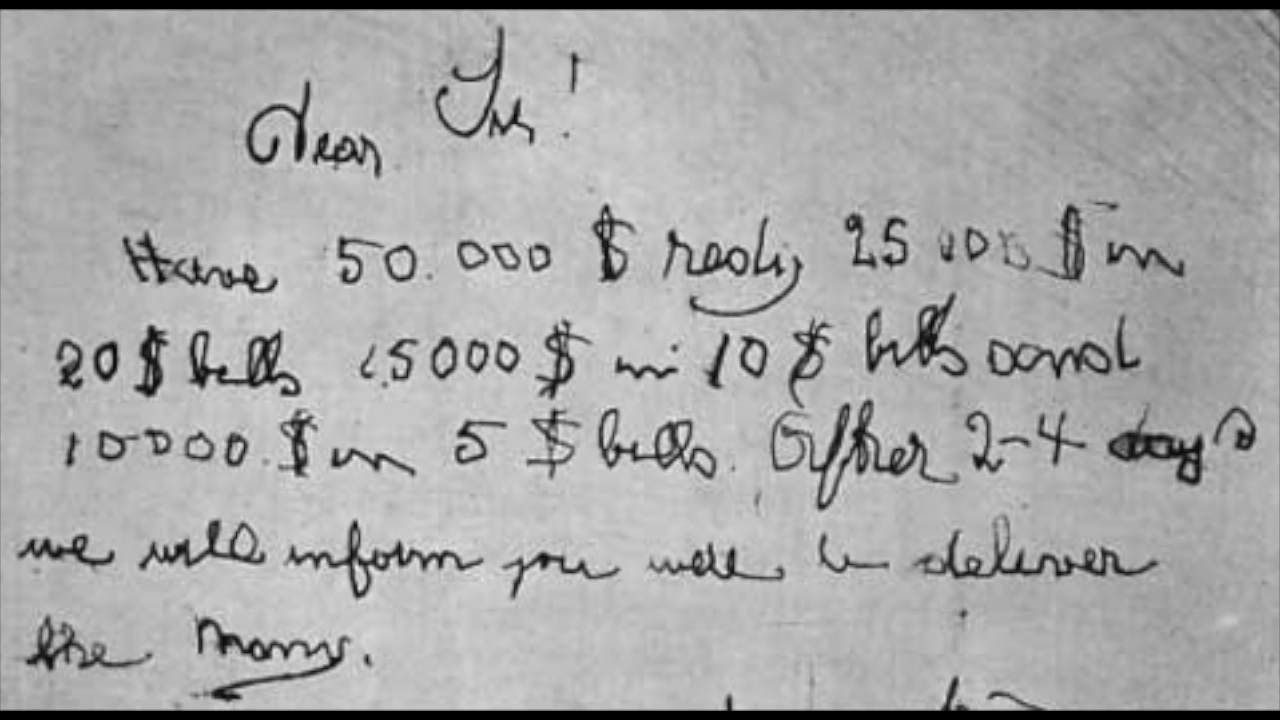 Dear Sir!
Have 50.000 $ redy 25 000 $ in
20 $ bills 15000 $ in 10 $ bills and
10000 $ in 5 $ bills. After 2-4 days
we will inform you were to deliver
the Mony.